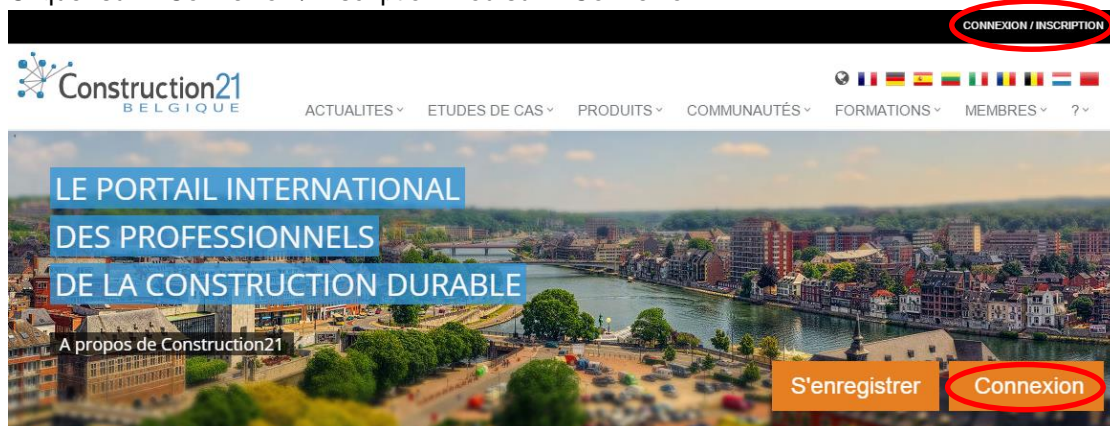 CONNEXION / INSCRIPTION
Construction21
BELGIQUE
ACTUALITES ETUDES DE CAS PRODUITS COMMUNAUTÉS FORMATIONS MEMBRES ?
LE PORTAIL INTERNATIONAL
DES PROFESSIONNELS
DE LA CONSTRUCTION DURABLE
A propos de Construction21
S'enregistrer Connexion